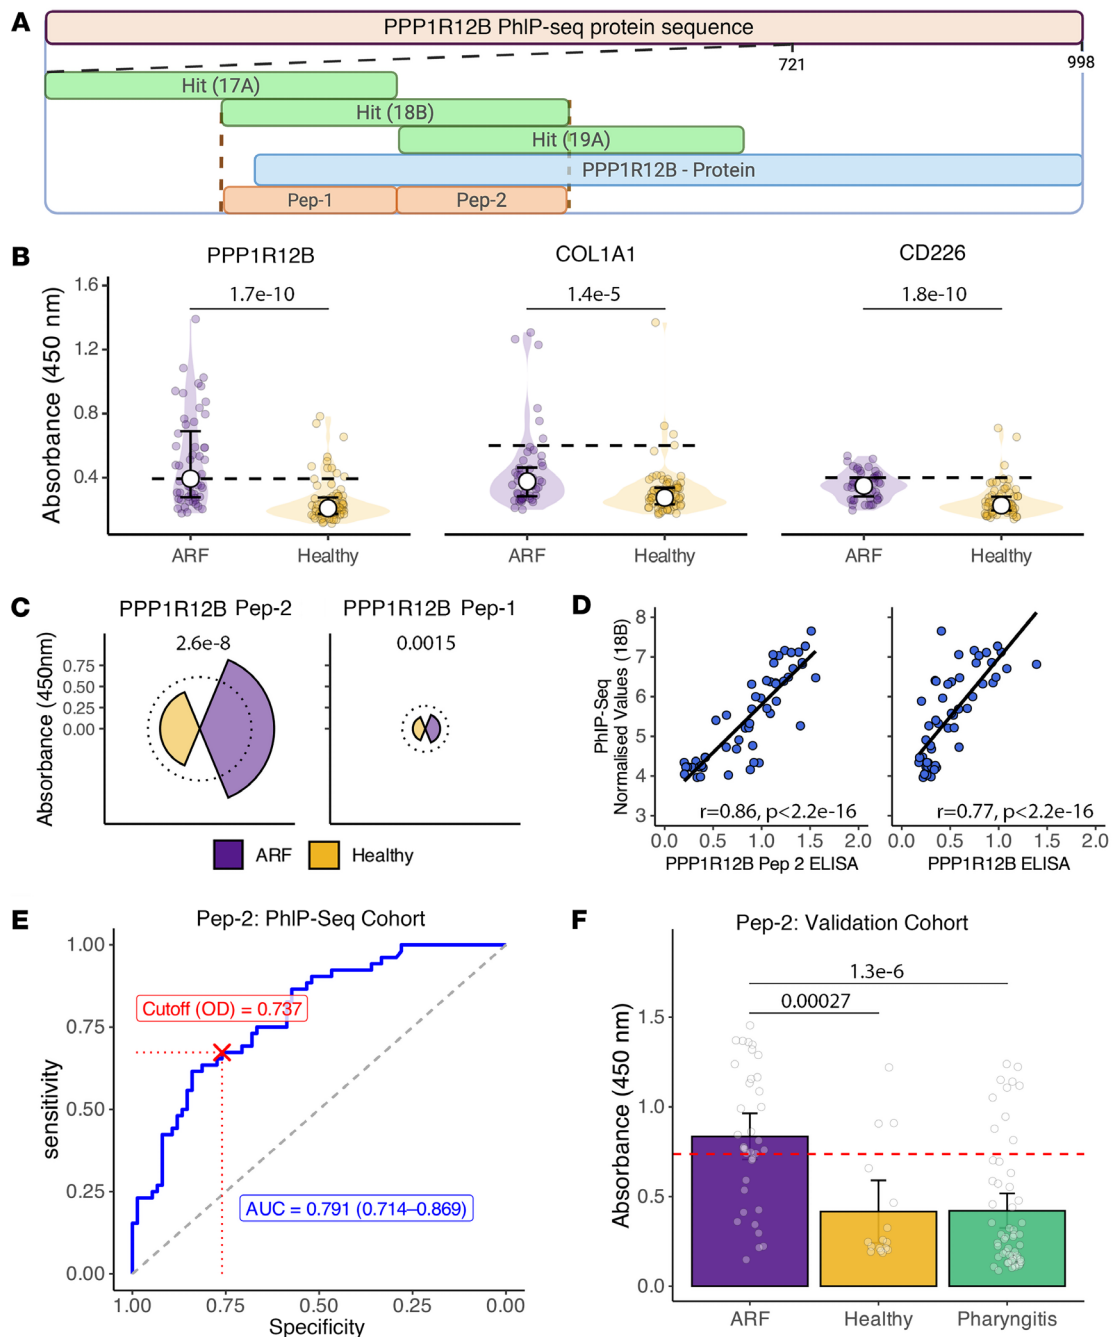 A
PPP1R12B PhIP-seq protein sequence
721
998
Hit (17A)
Hit (18B)
Hit (19A)
PPP1R12B - Protein
Pep-1
Pep-2
B
PPP1R12B
COL1A1
CD226
Absorbance (450 nm)
1.6
1.2
0.8
0.4
1.7e-10
1.4e-5
1.8e-10
ARF
Healthy
ARF
Healthy
ARF
Healthy
C
PPP1R12B Pep-2
PPP1R12B Pep-1
2.6e-8
0.0015
Absorbance (450nm)
0.75
0.50
0.25
0.00
ARF
Healthy
D
PhIP-Seq
Normalised Values (18B)
8
7
6
5
4
3
r=0.86, p<2.2e-16
r=0.77, p<2.2e-16
0.0 0.5 1.0 1.5 2.0
0.0 0.5 1.0 1.5 2.0
PPP1R12B Pep 2 ELISA
PPP1R12B ELISA
E
Pep-2: PhIP-Seq Cohort
sensitivity
1.00
0.75
0.50
0.25
0.00
Cutoff (OD) = 0.737
AUC = 0.791 (0.714–0.869)
1.00 0.75 0.50 0.25 0.00
Specificity
F
Pep-2: Validation Cohort
1.3e-6
0.00027
Absorbance (450 nm)
1.5
1.0
0.5
0.0
ARF
Healthy
Pharyngitis